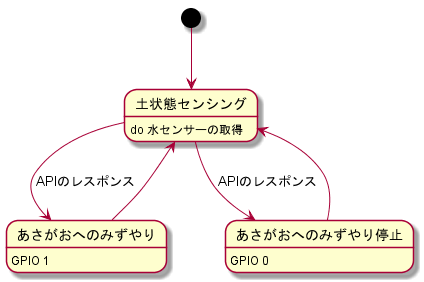 土状態センシング
do 水センサーの取得
APIのレスポンス
APIのレスポンス
あさがおへのみずやり
GPIO 1
あさがおへのみずやり停止
GPIO 0